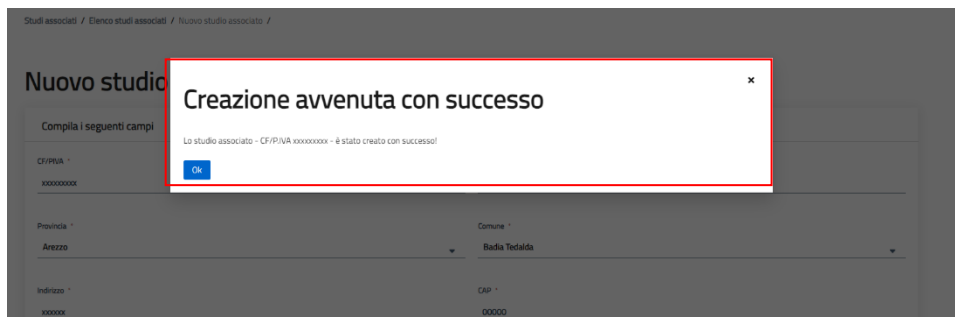 Studi associati / Elenco studi associati / Nuovo studio associato /
Nuovo studio
Creazione avvenuta con successo
×
Compila i seguenti campi
Lo studio associato - CF/P.IVA xxxxxxxxx - è stato creato con successo!
Ok
CF/PIVA *
xxxxxxxxx
Provincia *
Comune *
Arezzo
Badia Tedalda
Indirizzo *
CAP *
xxxxxx
00000